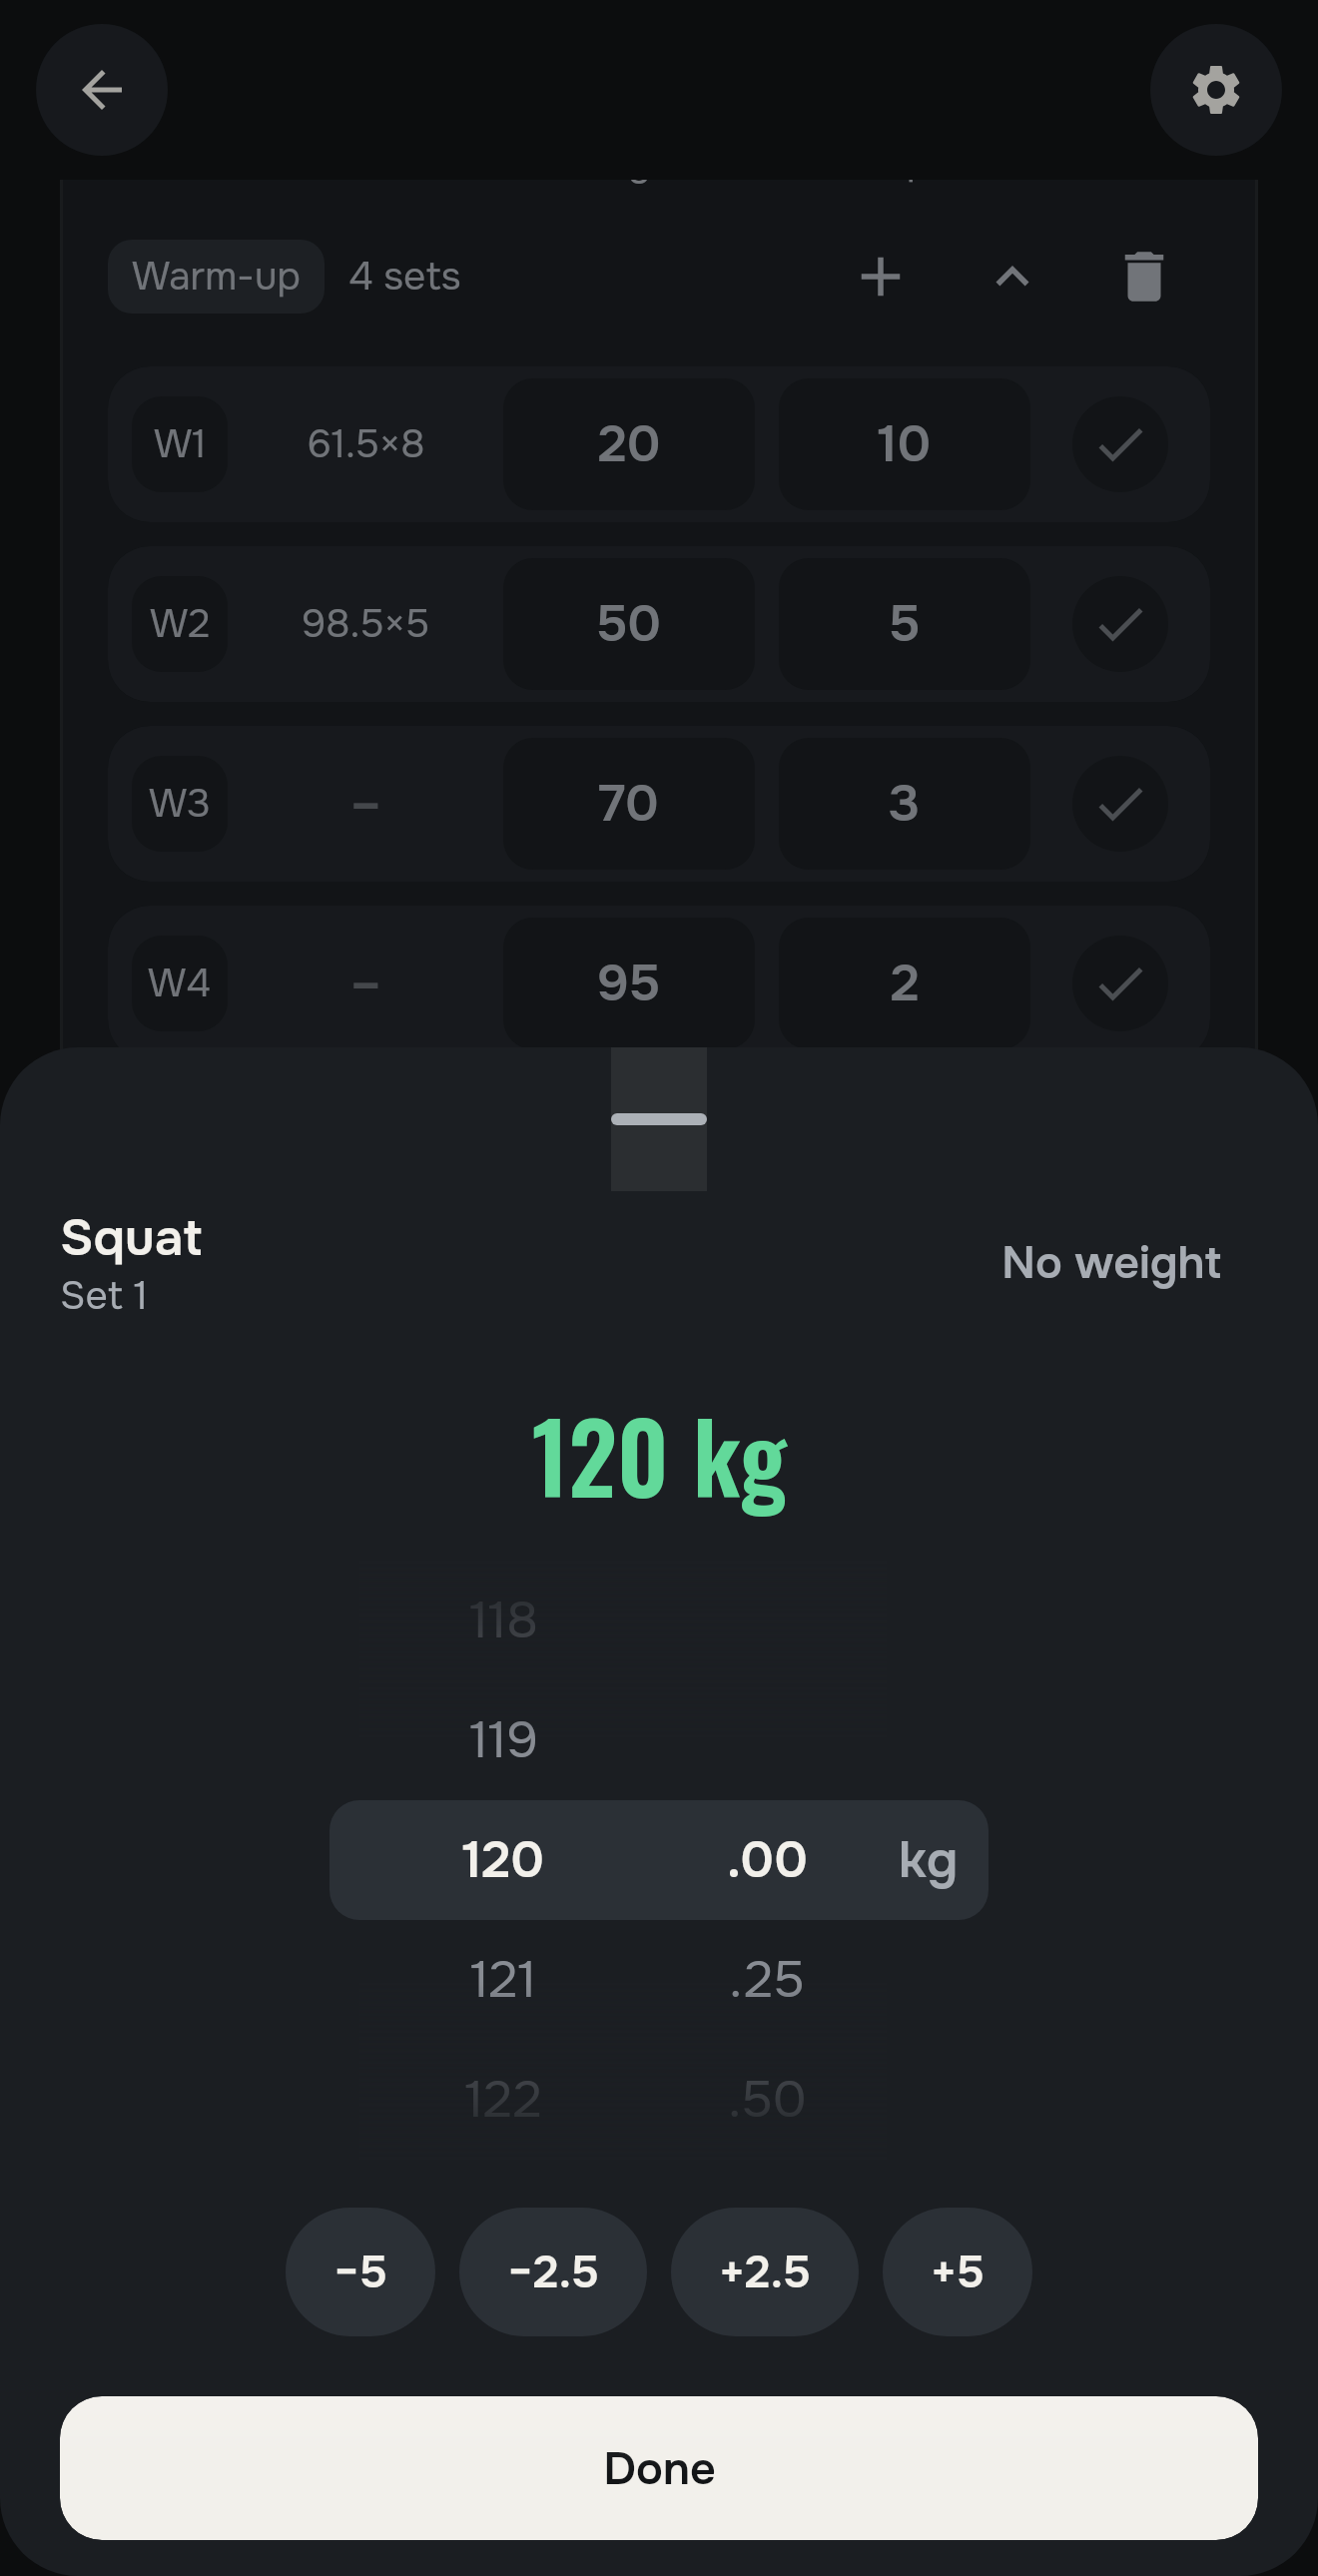 Warm-up 4 sets
W1 61.5×8 20 10
W2 98.5×5 50 5
W3 – 70 3
W4 – 95 2
Squat
Set 1
No weight
120 kg
118
119
120 .00 kg
121 .25
122 .50
−5 −2.5 +2.5 +5
Done